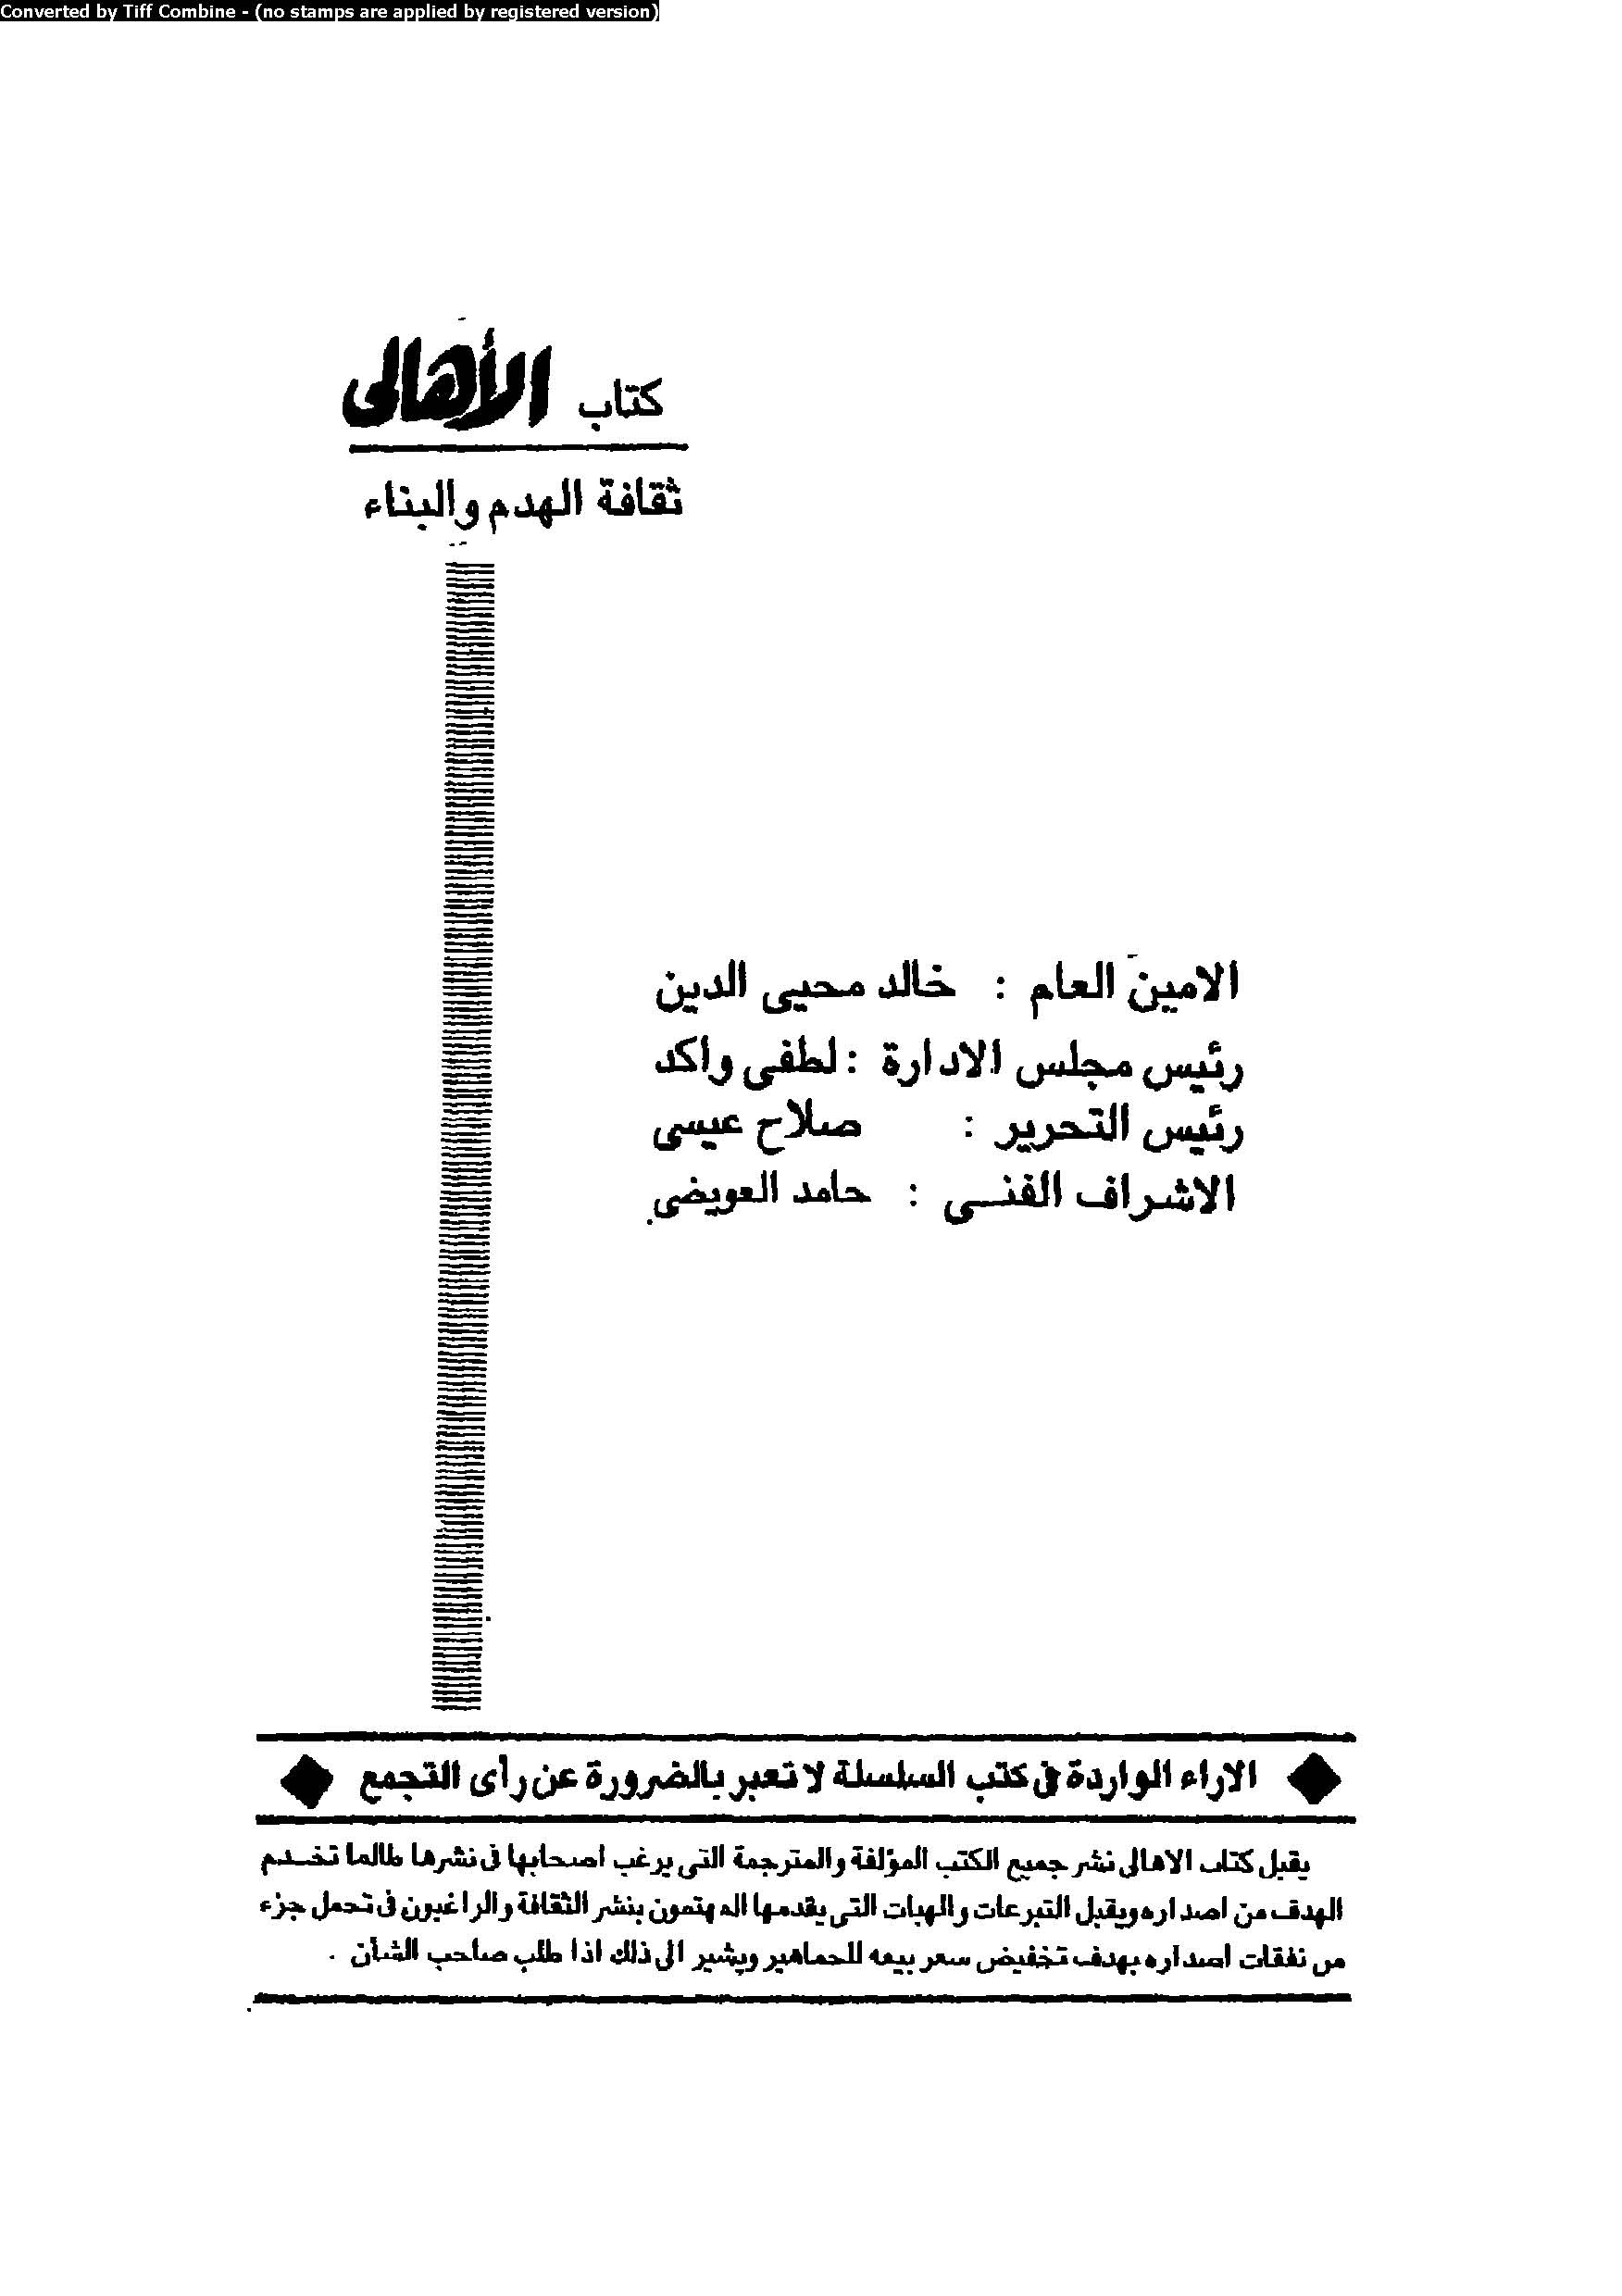 Converted by Tiff Combine - (no stamps are applied by registered version)
كتاب الأهالى
ثقافة الهدم والبناء
الامين العام : خالد محيى الدين
رئيس مجلس الادارة : لطفى واكد
رئيس التحرير : صلاح عيسى
الاشراف الفنـــى : حامد العويضى
الاراء الواردة فى كتب السلسلة لا تعبر بالضرورة عن رأى التجمع
يقبل كتاب الاهالى نشر جميع الكتب المؤلفة والمترجمة التى يرغب اصحابها فى نشرها طالما تخـدم
الهدف من اصداره ويقبل التبرعات والهبات التى يقدمها المهتمون بنشر الثقافة والراغبون فى تحمل جزء
من نفقات اصداره بهدف تخفيض سعر بيعه للجماهير ويشير الى ذلك اذا طلب صاحب الشأن .